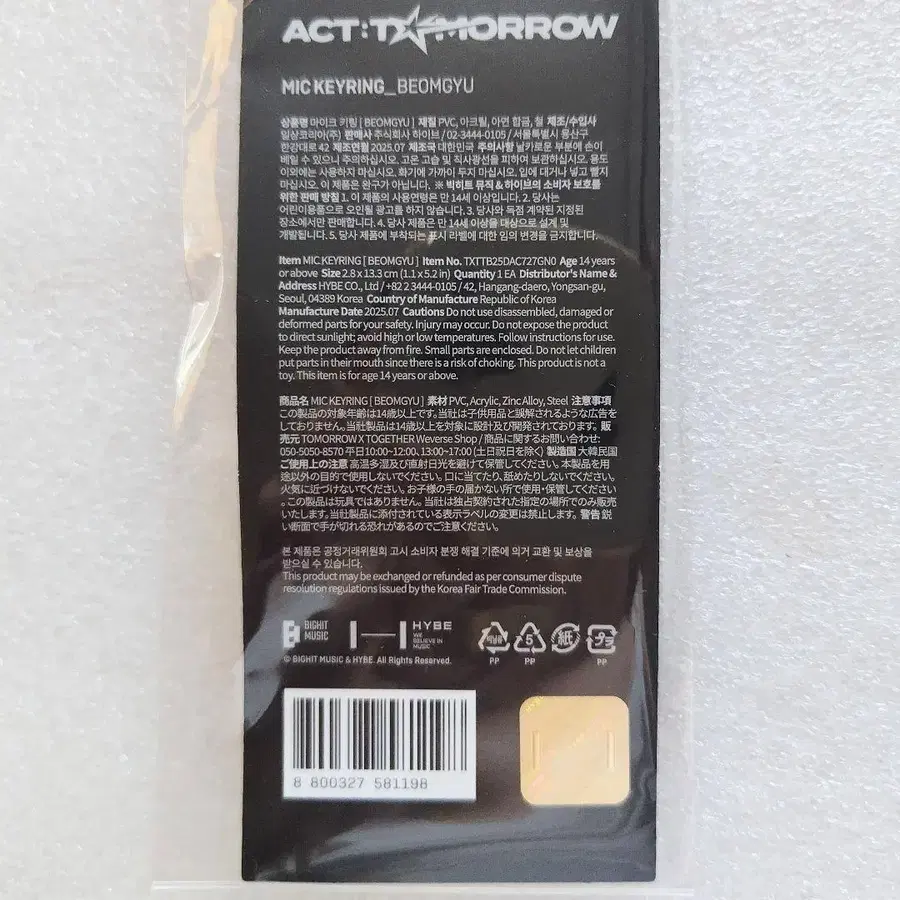 ACT:T☆MORROW
MIC KEYRING_BEOMGYU
상품명 마이크 키링 [ BEOMGYU ] 재질 PVC, 아크릴, 아연 합금, 철 제조/수입사
일상코리아(주) 판매사 주식회사 하이브 / 02-3444-0105 / 서울특별시 용산구
한강대로 42 제조연월 2025.07 제조국 대한민국 주의사항 날카로운 부분에 손이
베일 수 있으니 주의하십시오. 고온 고습 및 직사광선을 피하여 보관하십시오. 용도
이외에는 사용하지 마십시오. 화기에 가까이 두지 마십시오. 입에 대거나 넣고 빨지
마십시오. 이 제품은 완구가 아닙니다. ※ 빅히트 뮤직 & 하이브의 소비자 보호를
위한 판매 방침 1. 이 제품의 사용연령은 만 14세 이상입니다. 2. 당사는
어린이용품으로 오인될 광고를 하지 않습니다. 3. 당사와 독점 계약된 지정된
장소에서만 판매합니다. 4. 당사 제품은 만 14세 이상을 대상으로 설계 및
개발됩니다. 5. 당사 제품에 부착되는 표시 라벨에 대한 임의 변경을 금지합니다.
Item MIC KEYRING [ BEOMGYU ] Item No. TXTTB25DAC727GN0 Age 14 years
or above Size 2.8 x 13.3 cm (1.1 x 5.2 in) Quantity 1 EA Distributor's Name &
Address HYBE CO., Ltd / +82 2 3444-0105 / 42, Hangang-daero, Yongsan-gu,
Seoul, 04389 Korea Country of Manufacture Republic of Korea
Manufacture Date 2025.07 Cautions Do not use disassembled, damaged or
deformed parts for your safety. Injury may occur. Do not expose the product
to direct sunlight; avoid high or low temperatures. Follow instructions for use.
Keep the product away from fire. Small parts are enclosed. Do not let children
put parts in their mouth since there is a risk of choking. This product is not a
toy. This item is for age 14 years or above.
商品名 MIC KEYRING [ BEOMGYU ] 素材 PVC, Acrylic, Zinc Alloy, Steel 注意事項
この製品の対象年齢は14歳以上です。当社は子供用品と誤解されるような広告を
しておりません。当社製品は14歳以上を対象に設計及び開発されております。 販
売元 TOMORROW X TOGETHER Weverse Shop / 商品に関するお問い合わせ:
050-5050-8570 平日10:00~12:00、13:00~17:00 (土日祝日を除く) 製造国 大韓民国
ご使用上の注意 高温多湿及び直射日光を避けて保管してください。本製品を用
途以外の目的で使用しないでください。口に当てたり、舐めたりしないでください。
火気に近づけないでください。お子様の手の届かない所で使用・保管してください
。この製品は玩具ではありません。当社は独占契約された指定の場所でのみ販売
いたします。当社製品に添付されている表示ラベルの変更は禁止します。 警告 鋭
い断面で手が切れる恐れがあるのでご注意ください。
본 제품은 공정거래위원회 고시 소비자 분쟁 해결 기준에 의거 교환 및 보상을
받으실 수 있습니다.
This product may be exchanged or refunded as per consumer dispute
resolution regulations issued by the Korea Fair Trade Commission.
BIGHIT
MUSIC
HYBE
WE
BELIEVE IN
MUSIC
5
紙
プラ
PP
PP
PP
© BIGHIT MUSIC & HYBE. All Rights Reserved.
8 800327 581198